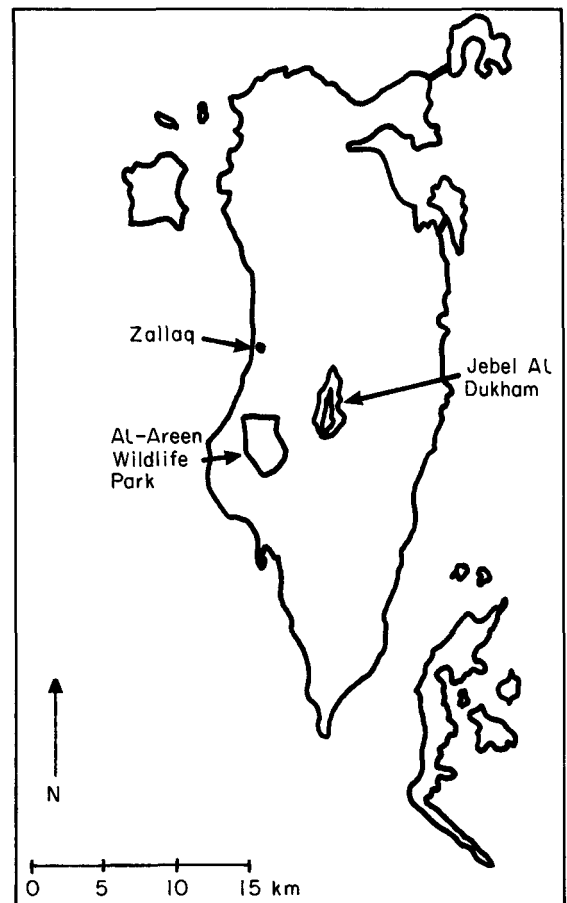 Zallaq
Jebel Al
Dukham
Al-Areen
Wildlife
Park
N
0 5 10 15 km